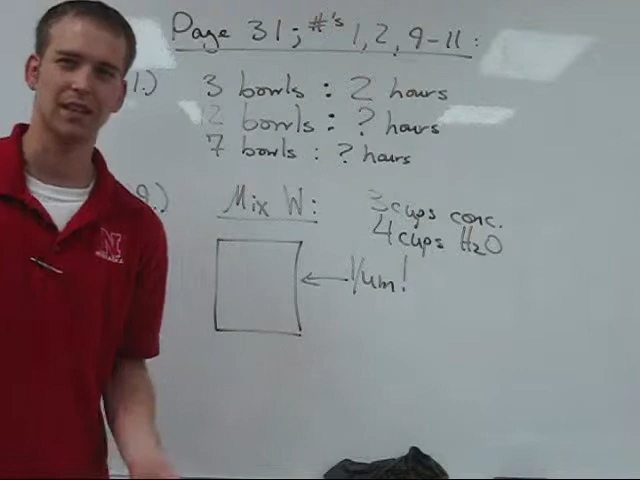 Page 31; #'s 1, 2, 9-11:
1.) 3 bowls : 2 hours
12 bowls : ? hours
7 bowls : ? hours
9.) Mix W: 3 cups conc.
4 cups H2O
Yum!
N
NEBRASKA